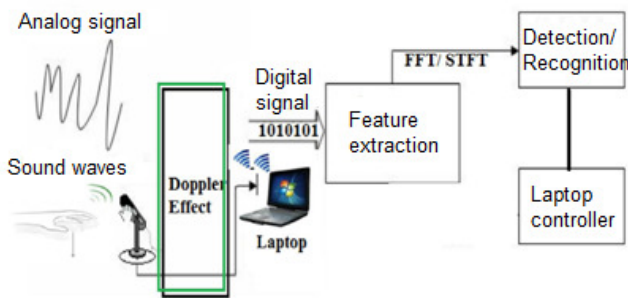 Analog signal
Sound waves
Doppler
Effect
Laptop
Digital
signal
1010101
Feature
extraction
FFT/ STFT
Detection/
Recognition
Laptop
controller